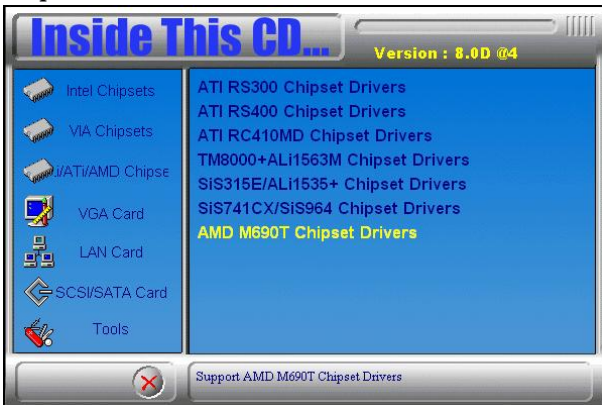 Inside This CD...
Version : 8.0D @4
Intel Chipsets
VIA Chipsets
i/ATi/AMD Chipse
VGA Card
LAN Card
SCSI/SATA Card
Tools
ATI RS300 Chipset Drivers
ATI RS400 Chipset Drivers
ATI RC410MD Chipset Drivers
TM8000+ALi1563M Chipset Drivers
SiS315E/ALi1535+ Chipset Drivers
SiS741CX/SiS964 Chipset Drivers
AMD M690T Chipset Drivers
Support AMD M690T Chipset Drivers